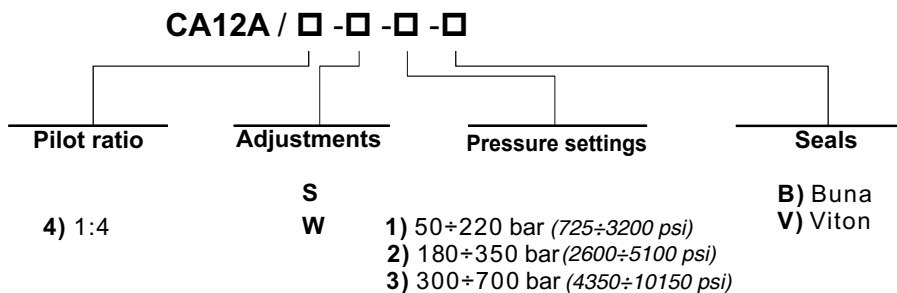 CA12A / □ -□ -□ -□
Pilot ratio Adjustments Pressure settings Seals
S B) Buna
4) 1:4 W 1) 50÷220 bar (725÷3200 psi) V) Viton
2) 180÷350 bar (2600÷5100 psi)
3) 300÷700 bar (4350÷10150 psi)